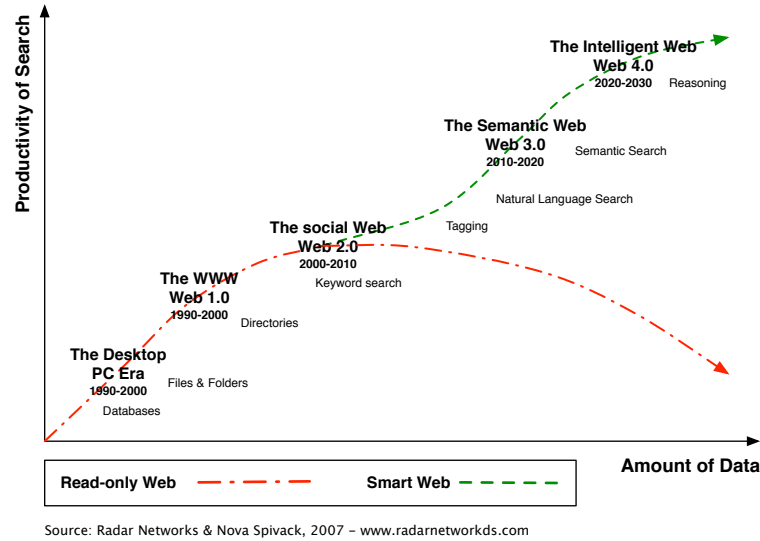 Productivity of Search
The Intelligent Web
Web 4.0
2020-2030
Reasoning
The Semantic Web
Web 3.0
2010-2020
Semantic Search
Natural Language Search
Tagging
The social Web
Web 2.0
2000-2010
Keyword search
The WWW
Web 1.0
1990-2000
Directories
The Desktop
PC Era
1990-2000
Files & Folders
Databases
Amount of Data
Read-only Web
Smart Web
Source: Radar Networks & Nova Spivack, 2007 – www.radarnetworkds.com